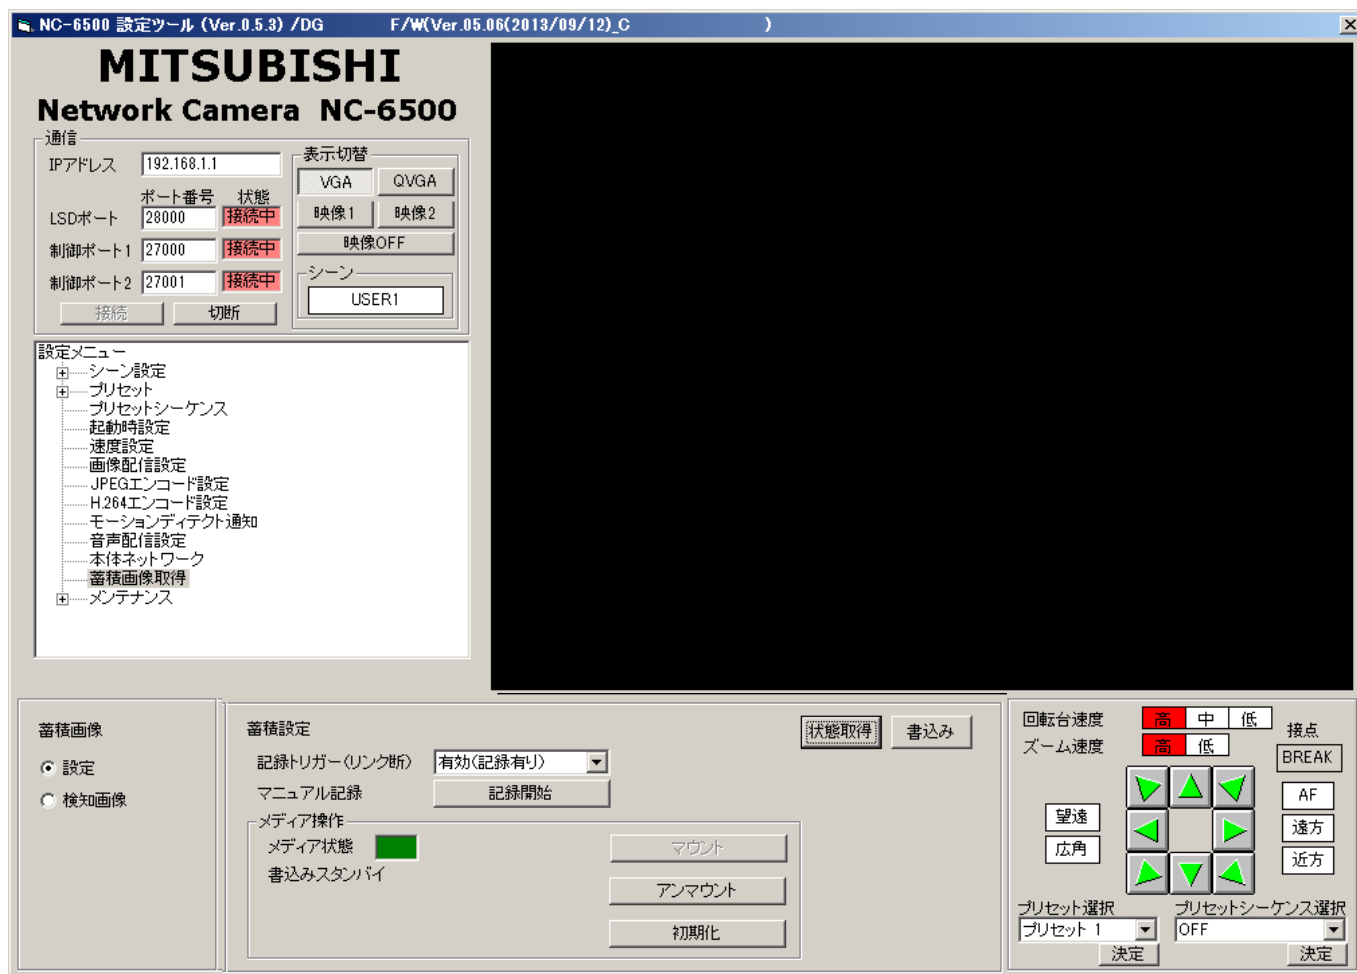 NC-6500 設定ツール (Ver.0.5.3) /DG F/W(Ver.05.06(2013/09/12)_C )
MITSUBISHI
Network Camera NC-6500
通信
IPアドレス 192.168.1.1
ポート番号 状態
LSDポート 28000 接続中
制御ポート1 27000 接続中
制御ポート2 27001 接続中
接続 切断
表示切替
VGA QVGA
映像1 映像2
映像OFF
シーン
USER1
設定メニュー
シーン設定
プリセット
プリセットシーケンス
起動時設定
速度設定
画像配信設定
JPEGエンコード設定
H.264エンコード設定
モーションディテクト通知
音声配信設定
本体ネットワーク
蓄積画像取得
メンテナンス
蓄積画像
設定
検知画像
蓄積設定 状態取得 書込み
記録トリガー(リンク断) 有効(記録有り)
マニュアル記録 記録開始
メディア操作
メディア状態 マウント
書込みスタンバイ
アンマウント
初期化
回転台速度 高 中 低
ズーム速度 高 低
接点
BREAK
AF
望遠 遠方
広角 近方
プリセット選択 プリセットシーケンス選択
プリセット 1 OFF
決定 決定